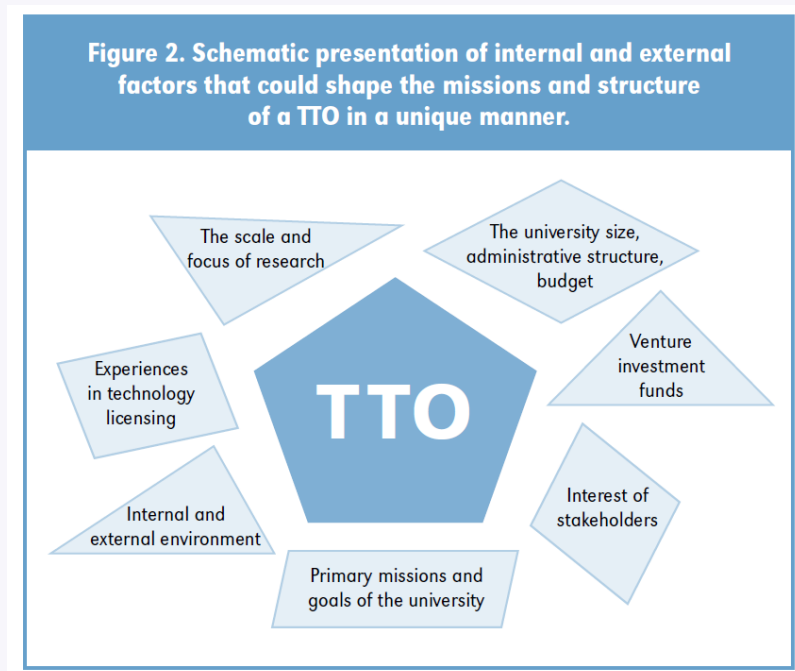 Figure 2. Schematic presentation of internal and external
factors that could shape the missions and structure
of a TTO in a unique manner.
The scale and
focus of research
The university size,
administrative structure,
budget
Experiences
in technology
licensing
TTO
Venture
investment
funds
Internal and
external environment
Interest of
stakeholders
Primary missions and
goals of the university